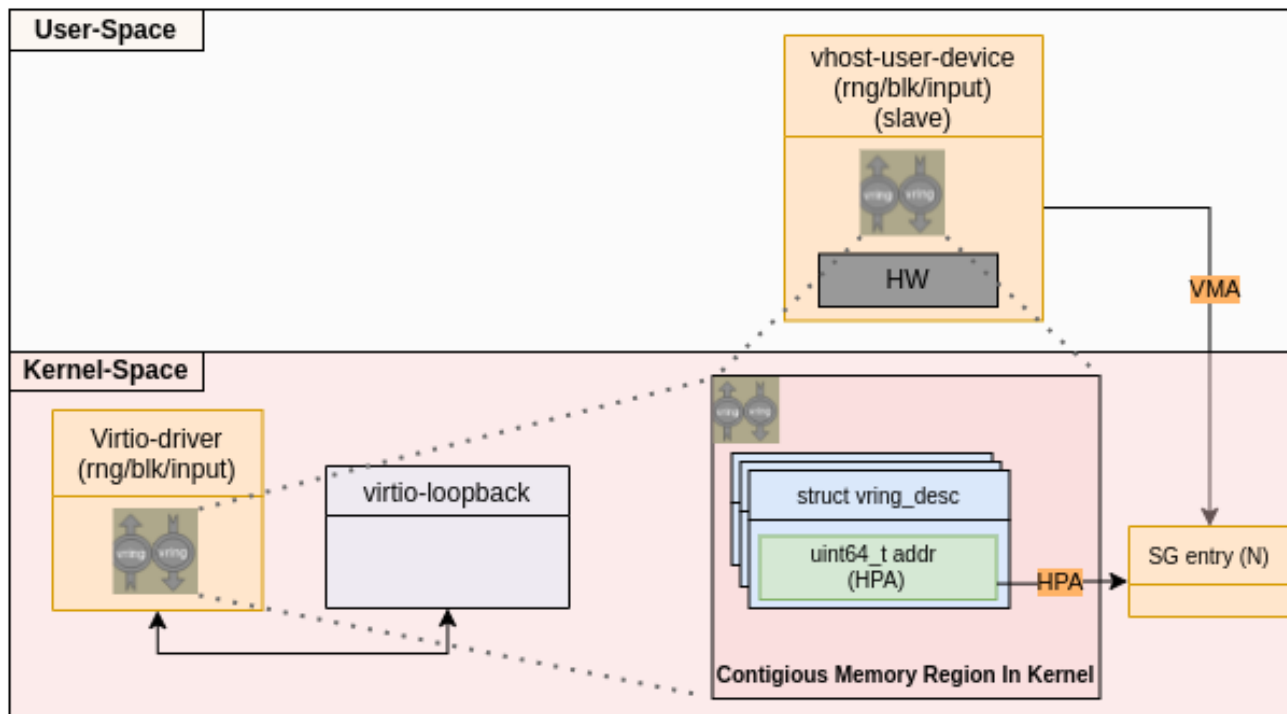 User-Space
vhost-user-device
(rng/blk/input)
(slave)
vring vring
HW
VMA
Kernel-Space
Virtio-driver
(rng/blk/input)
vring vring
virtio-loopback
vring vring
struct vring_desc
uint64_t addr
(HPA)
HPA
SG entry (N)
Contigious Memory Region In Kernel